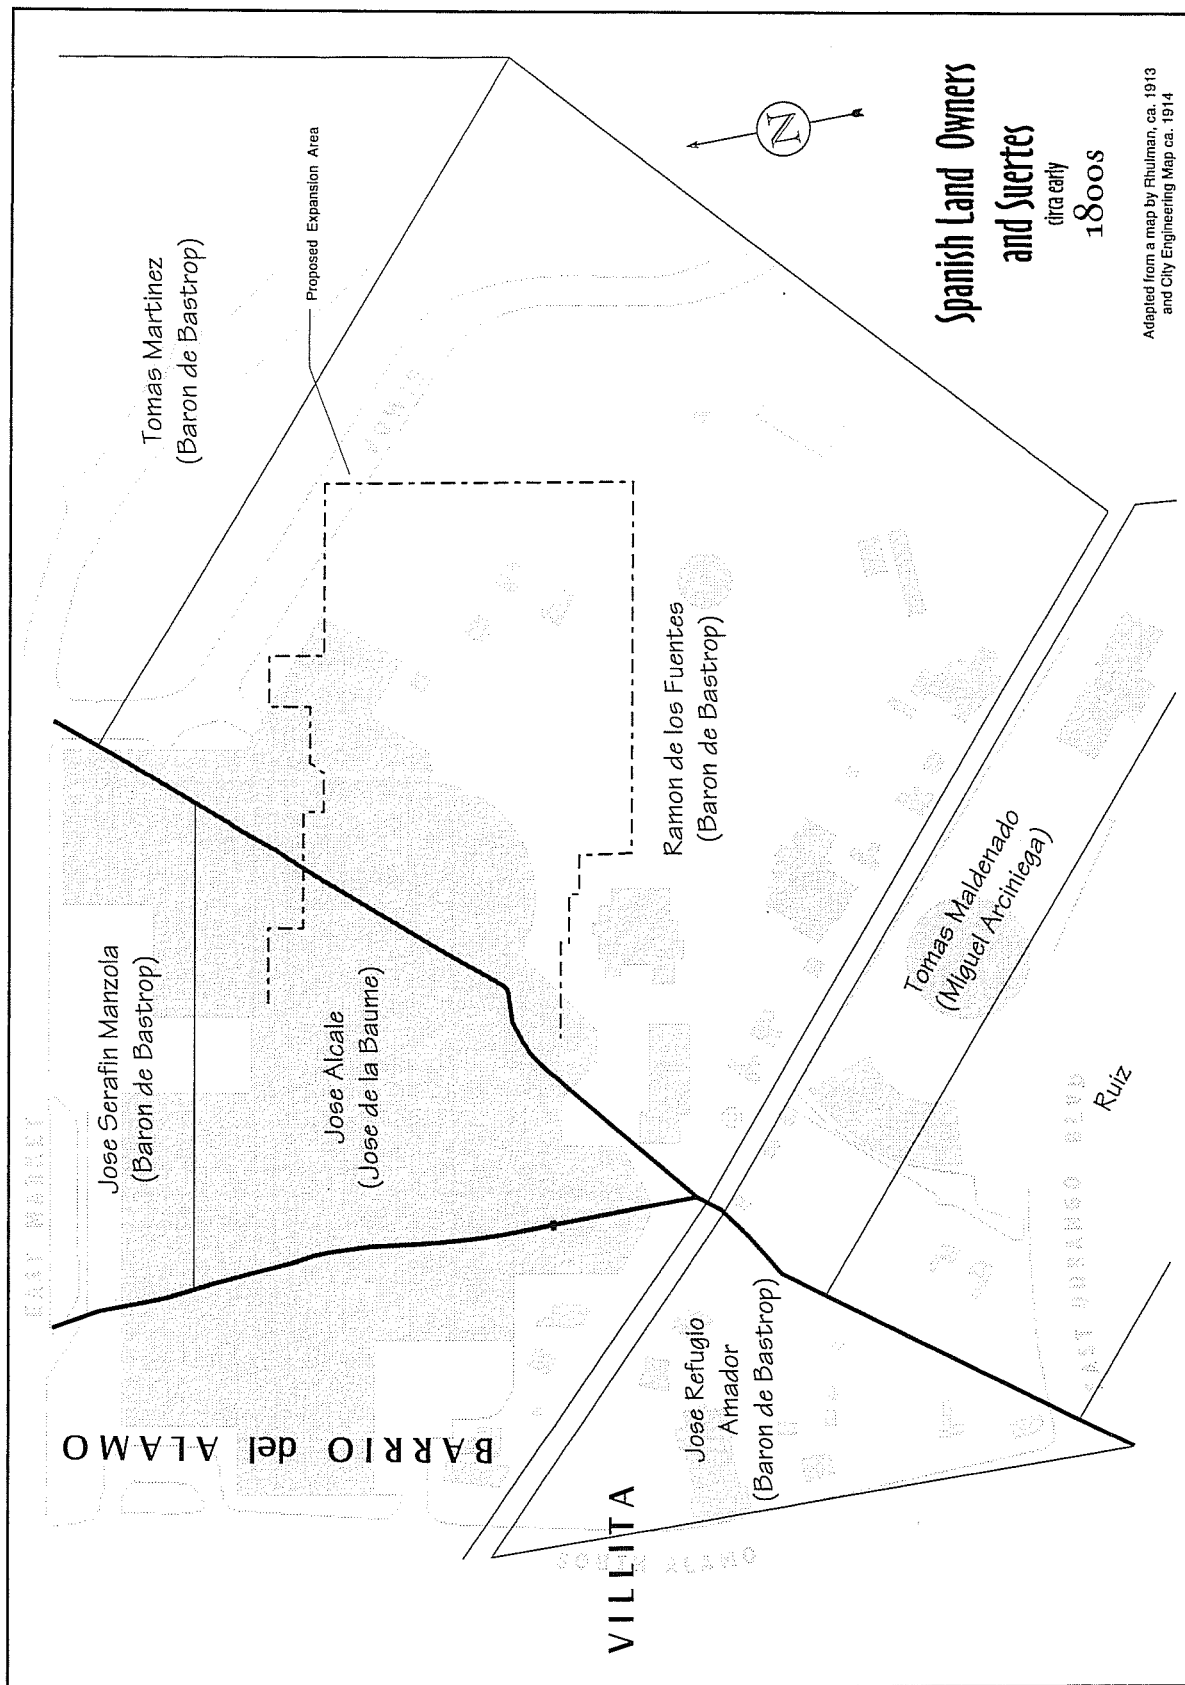 Spanish Land Owners
and Suertes
circa early
1800s
Adapted from a map by Rhulman, ca. 1913
and City Engineering Map ca. 1914
N
Proposed Expansion Area
Tomas Martinez
(Baron de Bastrop)
Jose Serafin Manzola
(Baron de Bastrop)
Jose Alcale
(Jose de la Baume)
Ramon de los Fuentes
(Baron de Bastrop)
Tomas Maldenado
(Miguel Arciniega)
Ruiz
Jose Refugio
Amador
(Baron de Bastrop)
BARRIO del ALAMO
VILLITA
SOUTH ALAMO
EAST MARKET
EAST DURANGO BLVD
BOWIE